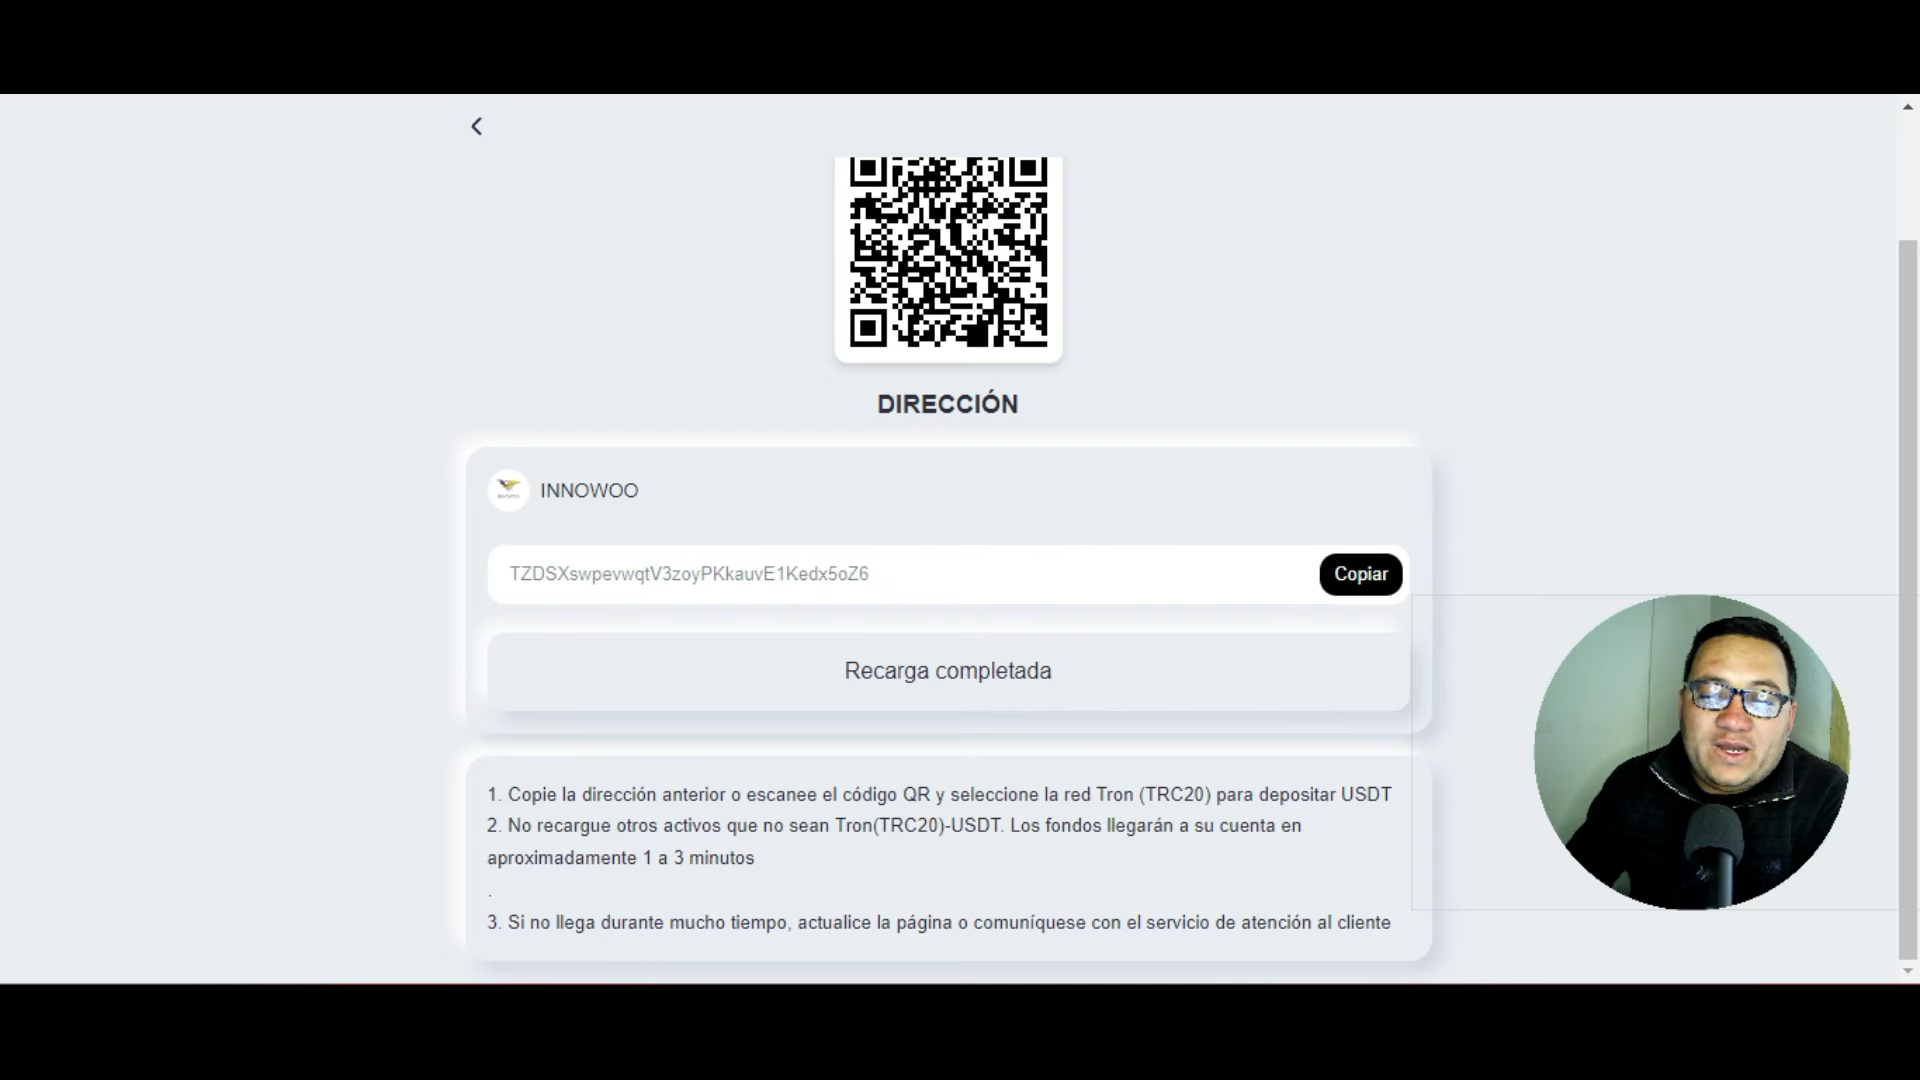 DIRECCIÓN
INNOWOO
TZDSXswpevwqtV3zoyPKkauvE1Kedx5oZ6
Copiar
Recarga completada
1. Copie la dirección anterior o escanee el código QR y seleccione la red Tron (TRC20) para depositar USDT
2. No recargue otros activos que no sean Tron(TRC20)-USDT. Los fondos llegarán a su cuenta en
aproximadamente 1 a 3 minutos
.
3. Si no llega durante mucho tiempo, actualice la página o comuníquese con el servicio de atención al cliente